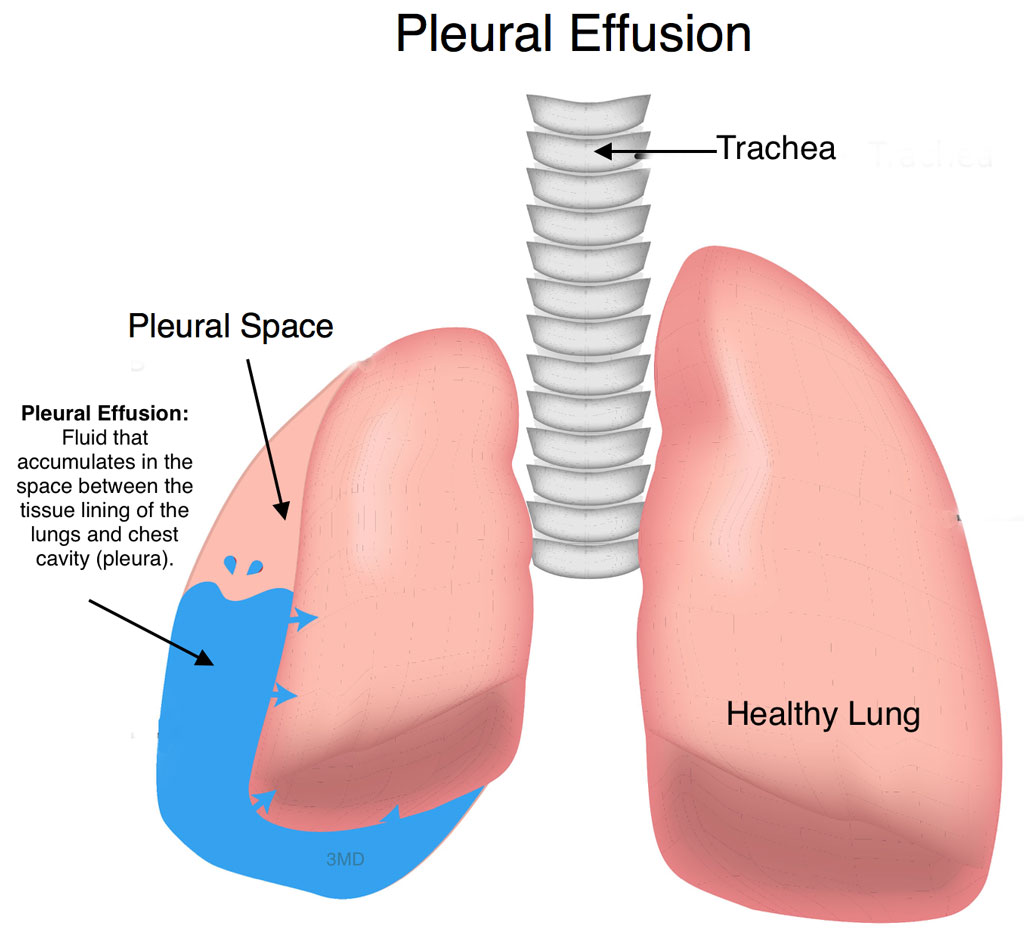 Pleural Effusion
Trachea
Trachea
Pleural Space
Pleural Effusion:
Fluid that
accumulates in the
space between the
tissue lining of the
lungs and chest
cavity (pleura).
Healthy Lung
3MD